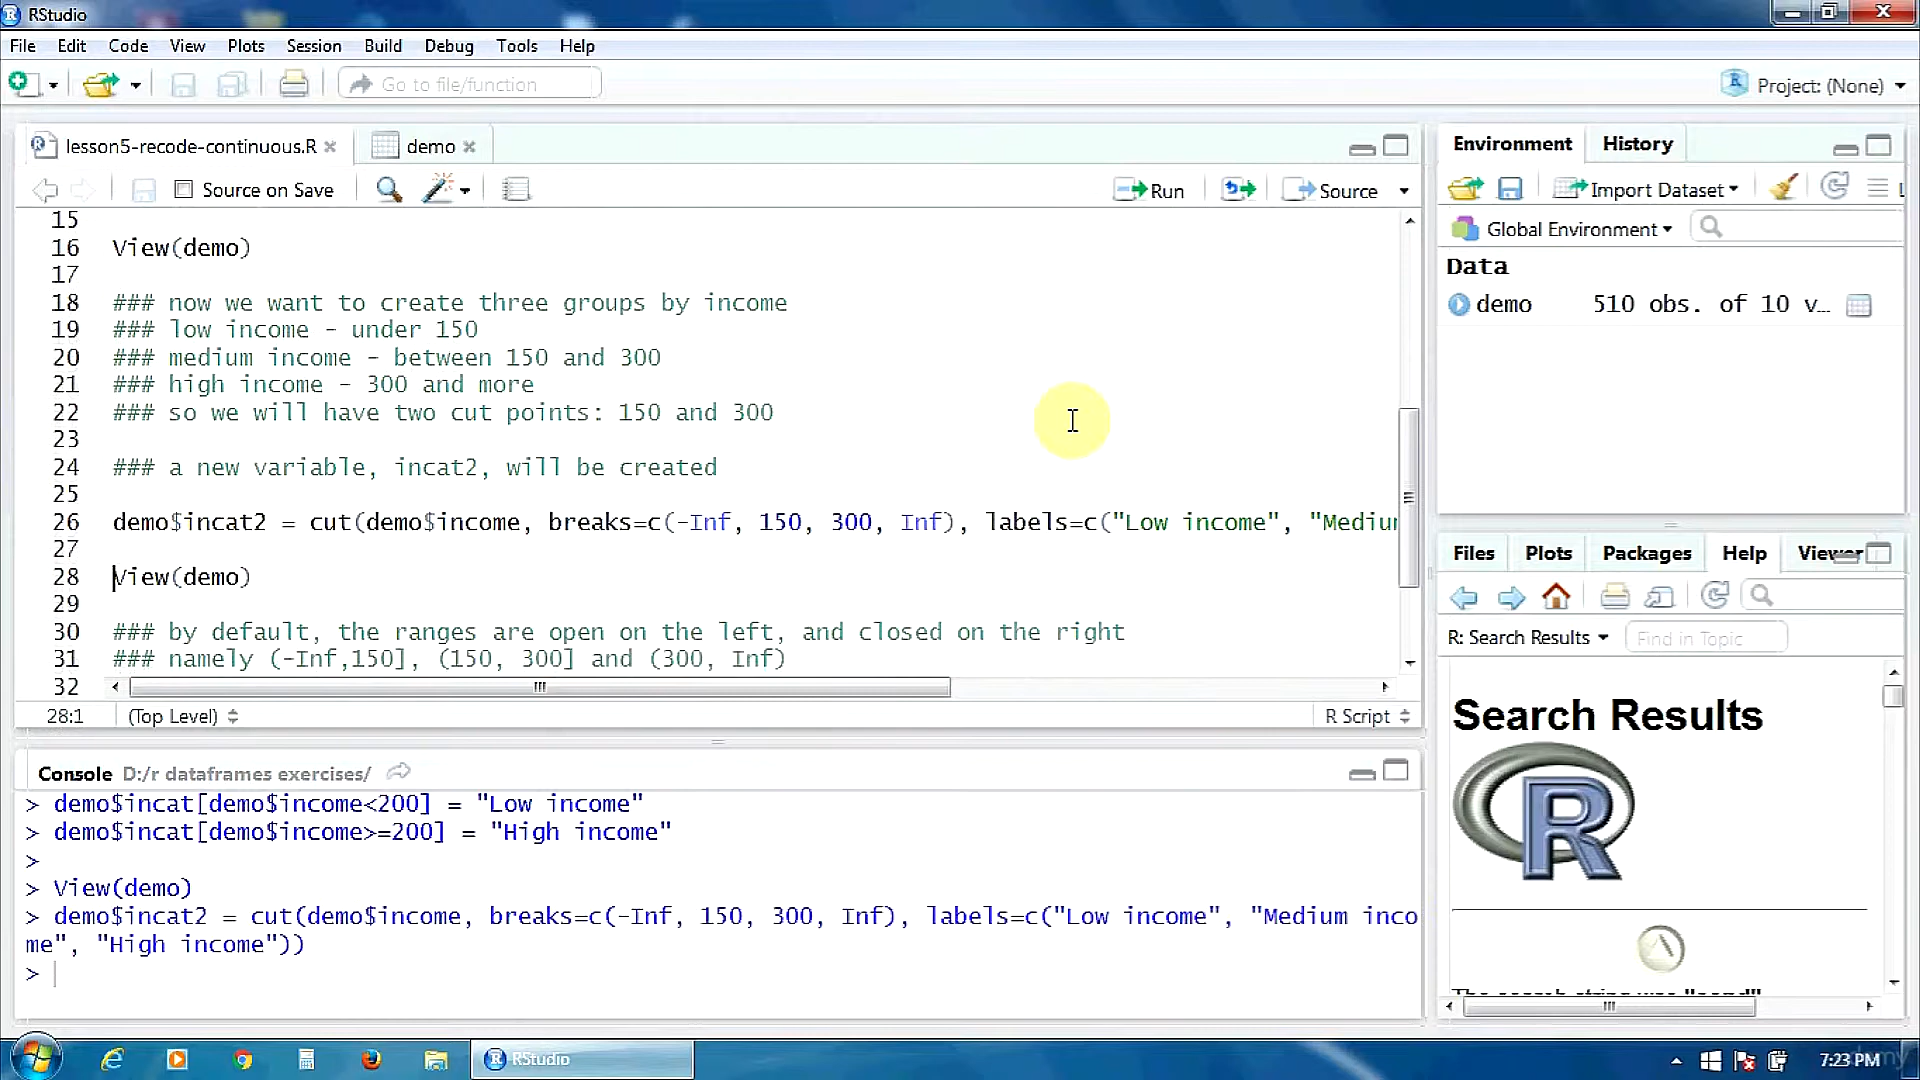 RStudio
File Edit Code View Plots Session Build Debug Tools Help
Go to file/function
Project: (None)
lesson5-recode-continuous.R
demo
Source on Save
Run
Source
15
16 View(demo)
17
18 ### now we want to create three groups by income
19 ### low income - under 150
20 ### medium income - between 150 and 300
21 ### high income - 300 and more
22 ### so we will have two cut points: 150 and 300
23
24 ### a new variable, incat2, will be created
25
26 demo$incat2 = cut(demo$income, breaks=c(-Inf, 150, 300, Inf), labels=c("Low income", "Medium
27
28 View(demo)
29
30 ### by default, the ranges are open on the left, and closed on the right
31 ### namely (-Inf,150], (150, 300] and (300, Inf)
32
28:1 (Top Level) R Script
Console D:/r dataframes exercises/
> demo$incat[demo$income<200] = "Low income"
> demo$incat[demo$income>=200] = "High income"
>
> View(demo)
> demo$incat2 = cut(demo$income, breaks=c(-Inf, 150, 300, Inf), labels=c("Low income", "Medium inco
me", "High income"))
>
Environment History
Import Dataset
Global Environment
Data
demo 510 obs. of 10 v…
Files Plots Packages Help Viewer
R: Search Results Find in Topic
Search Results
R
The search string was
RStudio
7:23 PM